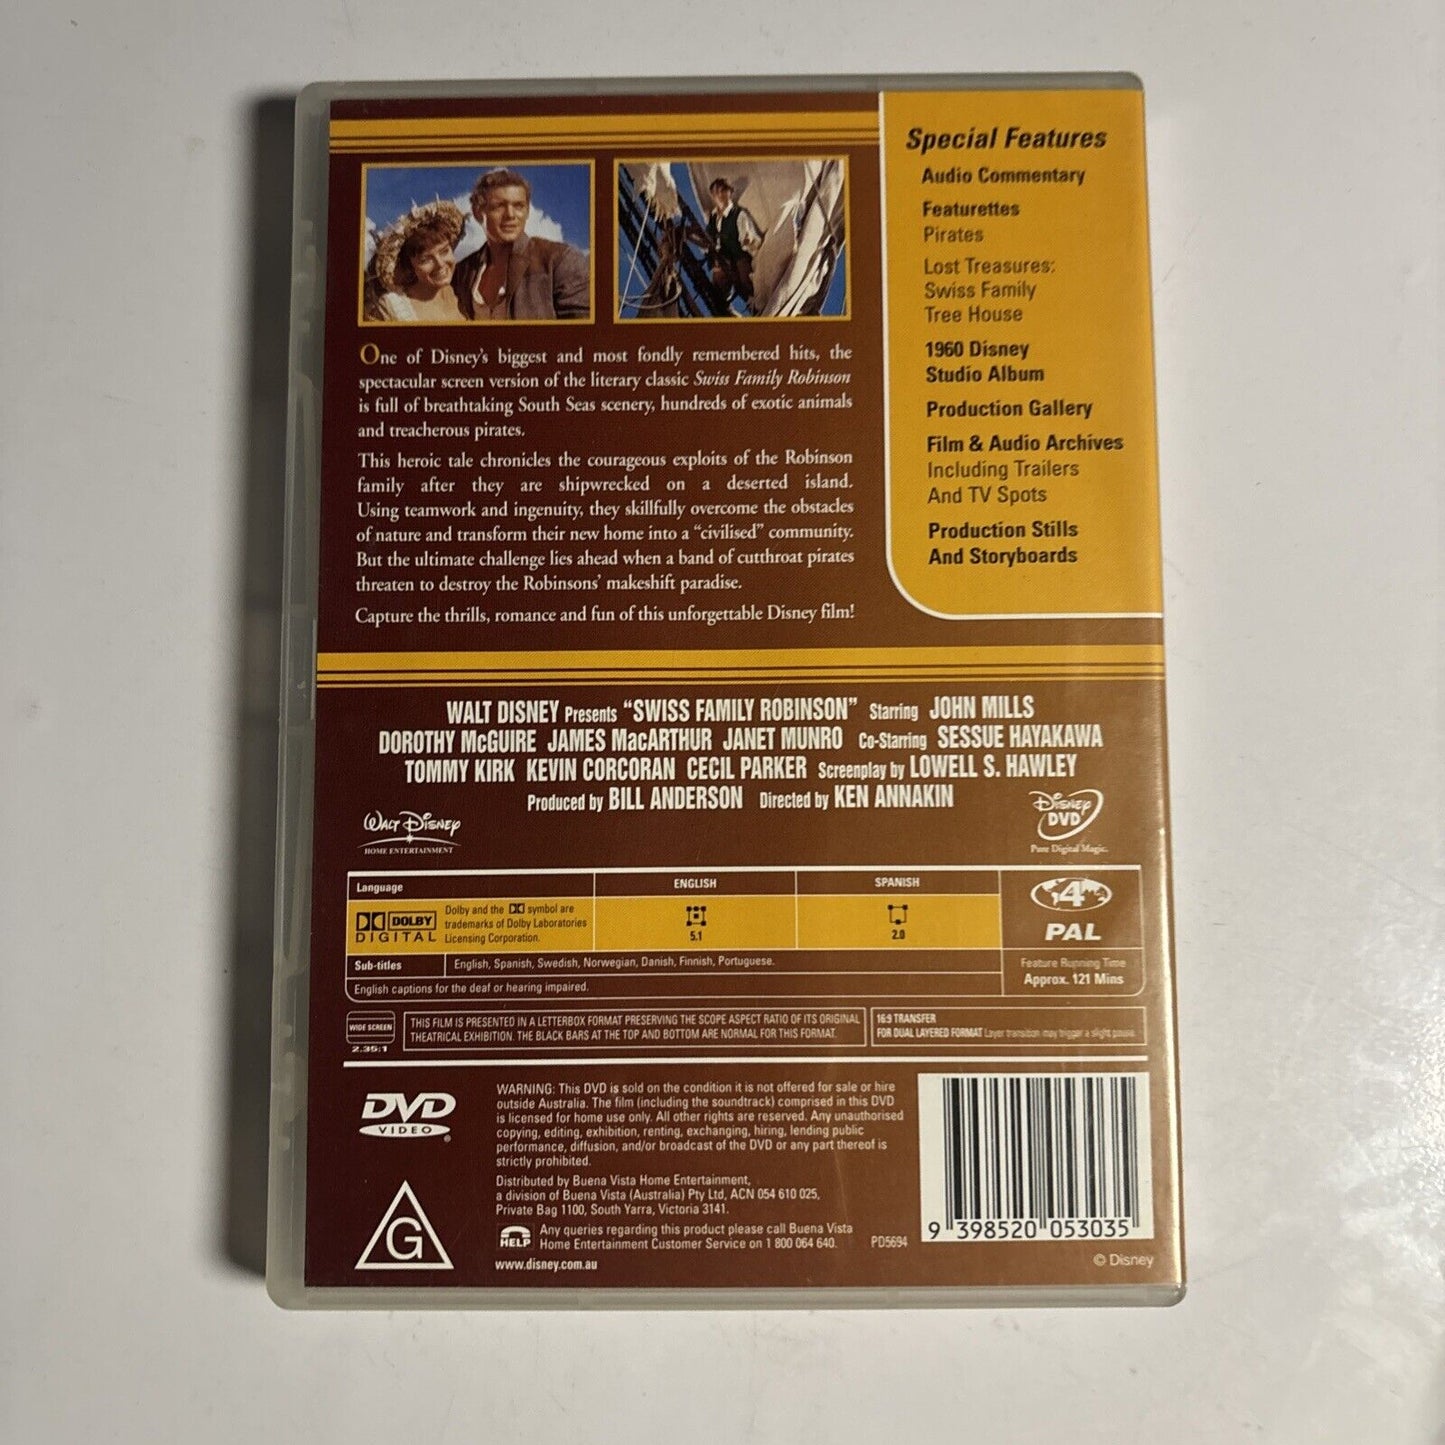 Special Features
Audio Commentary
Featurettes
Pirates
Lost Treasures:
Swiss Family
Tree House
1960 Disney
Studio Album
Production Gallery
Film & Audio Archives
Including Trailers
And TV Spots
Production Stills
And Storyboards
One of Disney's biggest and most fondly remembered hits, the
spectacular screen version of the literary classic Swiss Family Robinson
is full of breathtaking South Seas scenery, hundreds of exotic animals
and treacherous pirates.
This heroic tale chronicles the courageous exploits of the Robinson
family after they are shipwrecked on a deserted island.
Using teamwork and ingenuity, they skillfully overcome the obstacles
of nature and transform their new home into a "civilised" community.
But the ultimate challenge lies ahead when a band of cutthroat pirates
threaten to destroy the Robinsons' makeshift paradise.
Capture the thrills, romance and fun of this unforgettable Disney film!
WALT DISNEY Presents "SWISS FAMILY ROBINSON" Starring JOHN MILLS
DOROTHY McGUIRE JAMES MacARTHUR JANET MUNRO Co-Starring SESSUE HAYAKAWA
TOMMY KIRK KEVIN CORCORAN CECIL PARKER Screenplay by LOWELL S. HAWLEY
Produced by BILL ANDERSON Directed by KEN ANNAKIN
WALT DISNEY
HOME ENTERTAINMENT
Disney
DVD
Pure Digital Magic.
Language ENGLISH SPANISH
DOLBY
DIGITAL
Dolby and the symbol are
trademarks of Dolby Laboratories
Licensing Corporation.
5.1 2.0
Sub-titles English, Spanish, Swedish, Norwegian, Danish, Finnish, Portuguese.
English captions for the deaf or hearing impaired.
4
PAL
Feature Running Time
Approx. 121 Mins
WIDE SCREEN
2.35:1
THIS FILM IS PRESENTED IN A LETTERBOX FORMAT PRESERVING THE SCOPE ASPECT RATIO OF ITS ORIGINAL
THEATRICAL EXHIBITION. THE BLACK BARS AT THE TOP AND BOTTOM ARE NORMAL FOR THIS FORMAT.
16:9 TRANSFER
FOR DUAL LAYERED FORMAT Layer transition may trigger a slight pause.
DVD
VIDEO
G
WARNING: This DVD is sold on the condition it is not offered for sale or hire
outside Australia. The film (including the soundtrack) comprised in this DVD
is licensed for home use only. All other rights are reserved. Any unauthorised
copying, editing, exhibition, renting, exchanging, hiring, lending public
performance, diffusion, and/or broadcast of the DVD or any part thereof is
strictly prohibited.
Distributed by Buena Vista Home Entertainment,
a division of Buena Vista (Australia) Pty Ltd, ACN 054 610 025,
Private Bag 1100, South Yarra, Victoria 3141.
HELP
Any queries regarding this product please call Buena Vista
Home Entertainment Customer Service on 1 800 064 640.
www.disney.com.au
PD5694
9 398520 053035
© Disney